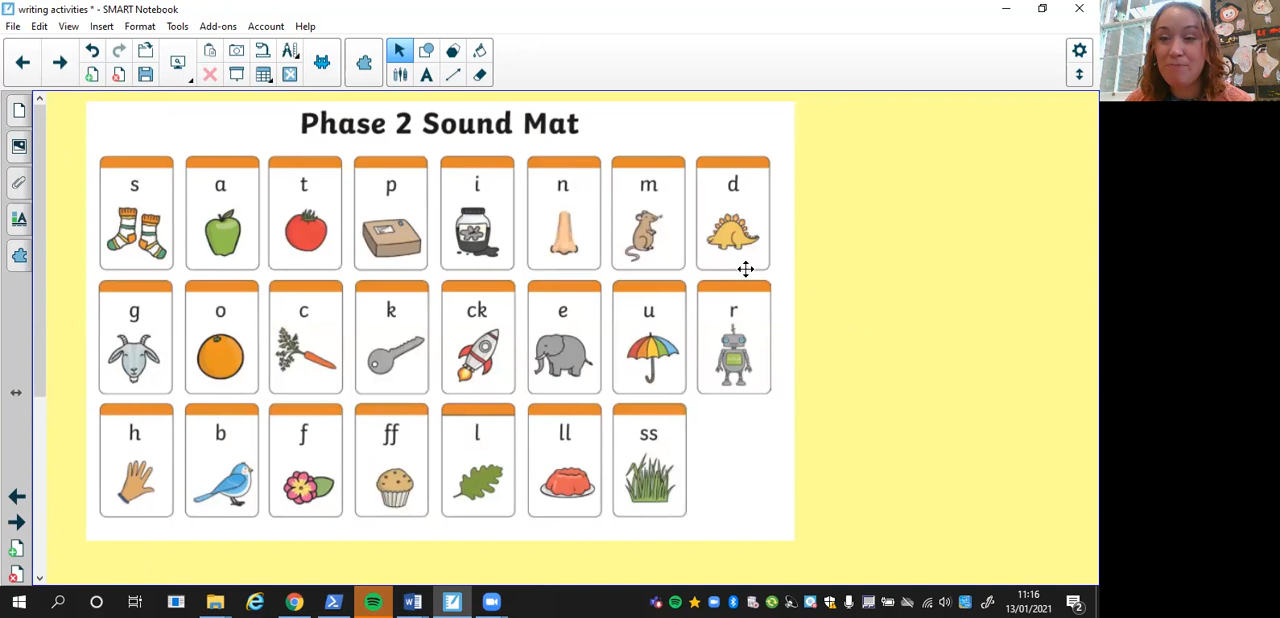 writing activities * - SMART Notebook
File Edit View Insert Format Tools Add-ons Account Help
Phase 2 Sound Mat
s a t p i n m d
g o c k ck e u r
h b f ff l ll ss
11:16
13/01/2021